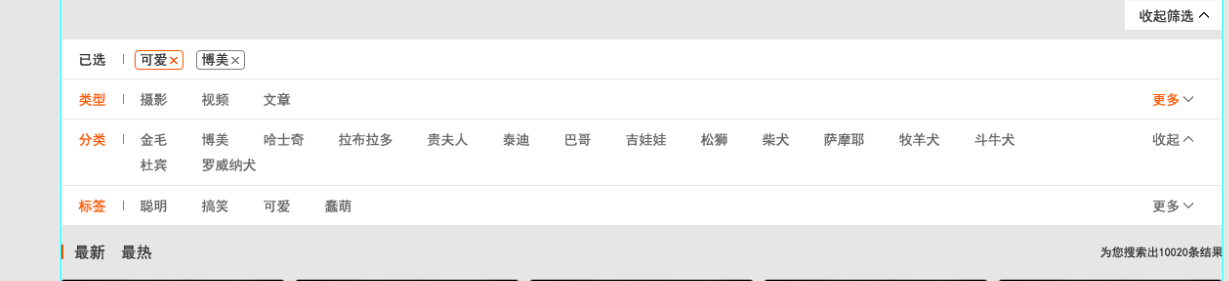 收起筛选
已选 可爱× 博美×
类型 摄影 视频 文章 更多
分类 金毛 博美 哈士奇 拉布拉多 贵夫人 泰迪 巴哥 吉娃娃 松狮 柴犬 萨摩耶 牧羊犬 斗牛犬 收起
杜宾 罗威纳犬
标签 聪明 搞笑 可爱 蠢萌 更多
最新 最热 为您搜索出10020条结果